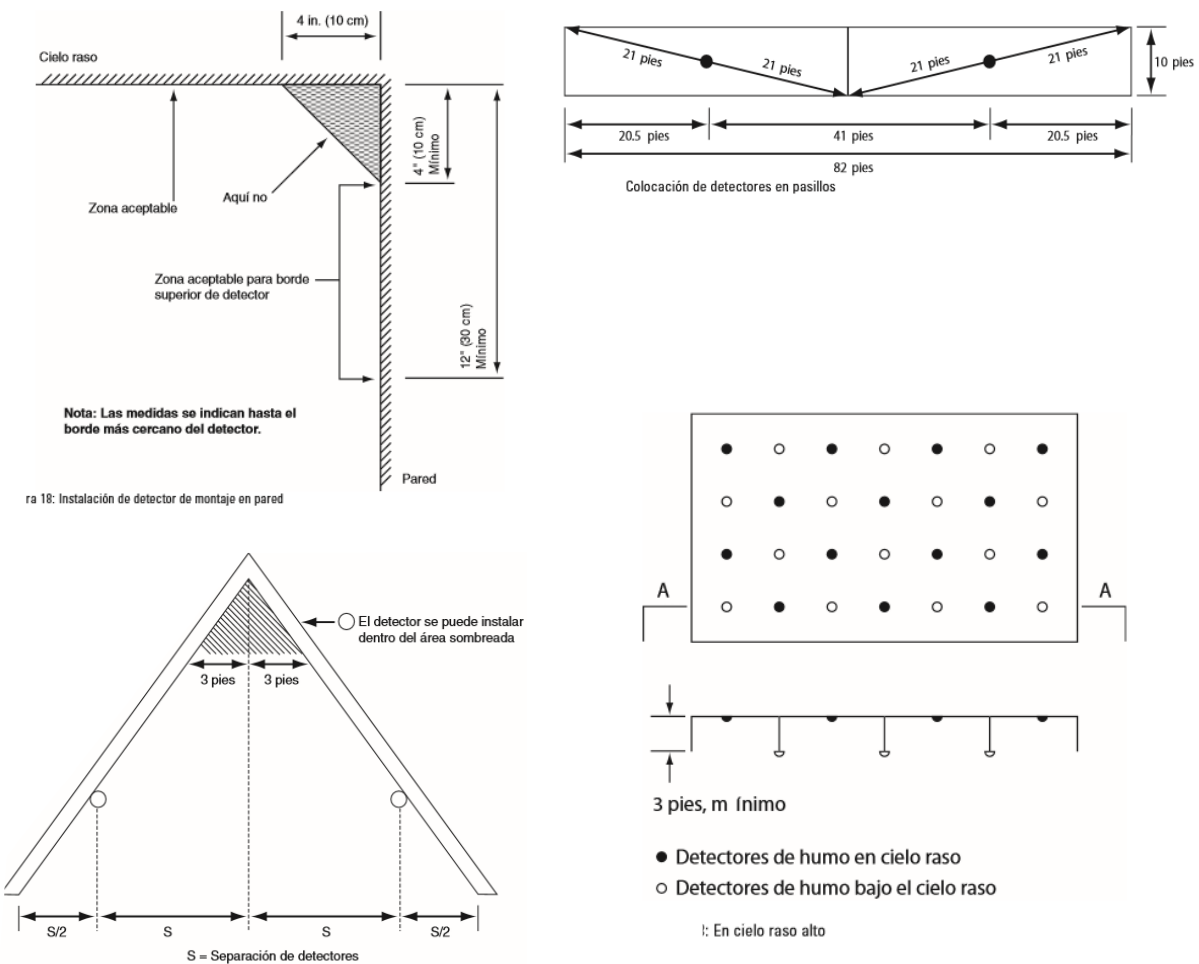 4 in. (10 cm)
Cielo raso
4" (10 cm)
Mínimo
Aquí no
Zona aceptable
Zona aceptable para borde
superior de detector
12" (30 cm)
Mínimo
Nota: Las medidas se indican hasta el
borde más cercano del detector.
Pared
ra 18: Instalación de detector de montaje en pared
21 pies
21 pies
21 pies
21 pies
10 pies
20.5 pies
41 pies
20.5 pies
82 pies
Colocación de detectores en pasillos
El detector se puede instalar
dentro del área sombreada
3 pies
3 pies
S/2
S
S
S/2
S = Separación de detectores
A
A
3 pies, m ínimo
Detectores de humo en cielo raso
Detectores de humo bajo el cielo raso
: En cielo raso alto